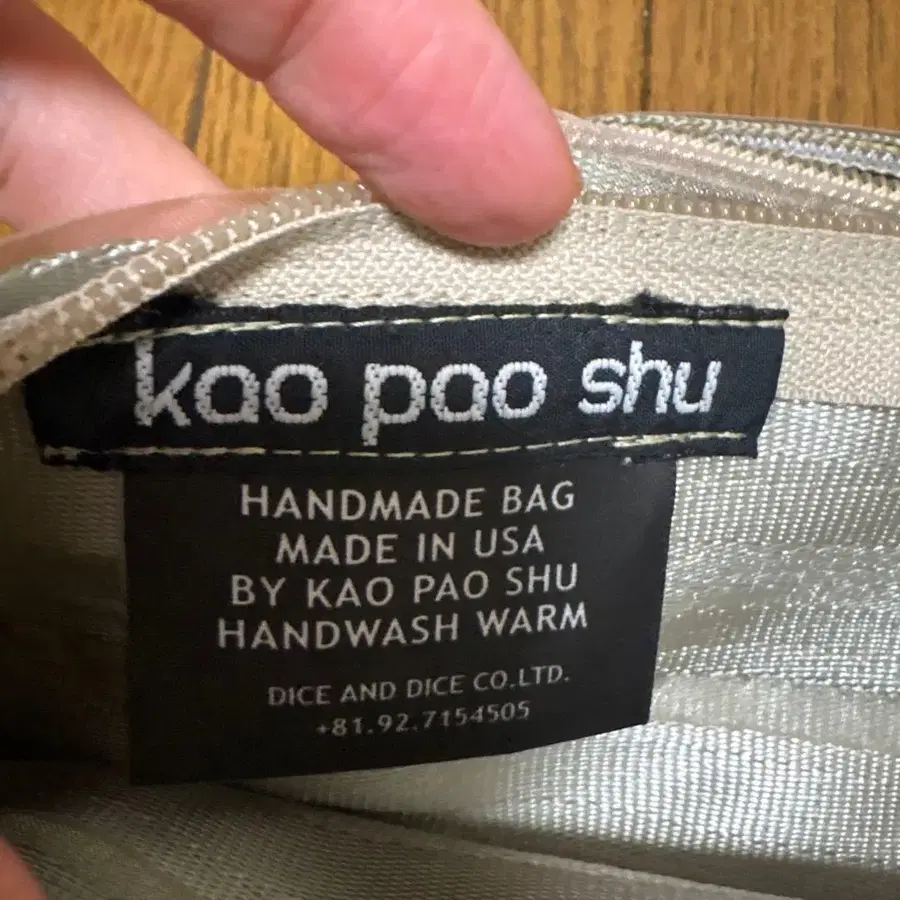 kao pao shu
HANDMADE BAG
MADE IN USA
BY KAO PAO SHU
HANDWASH WARM
DICE AND DICE CO.LTD.
+81.92.7154505